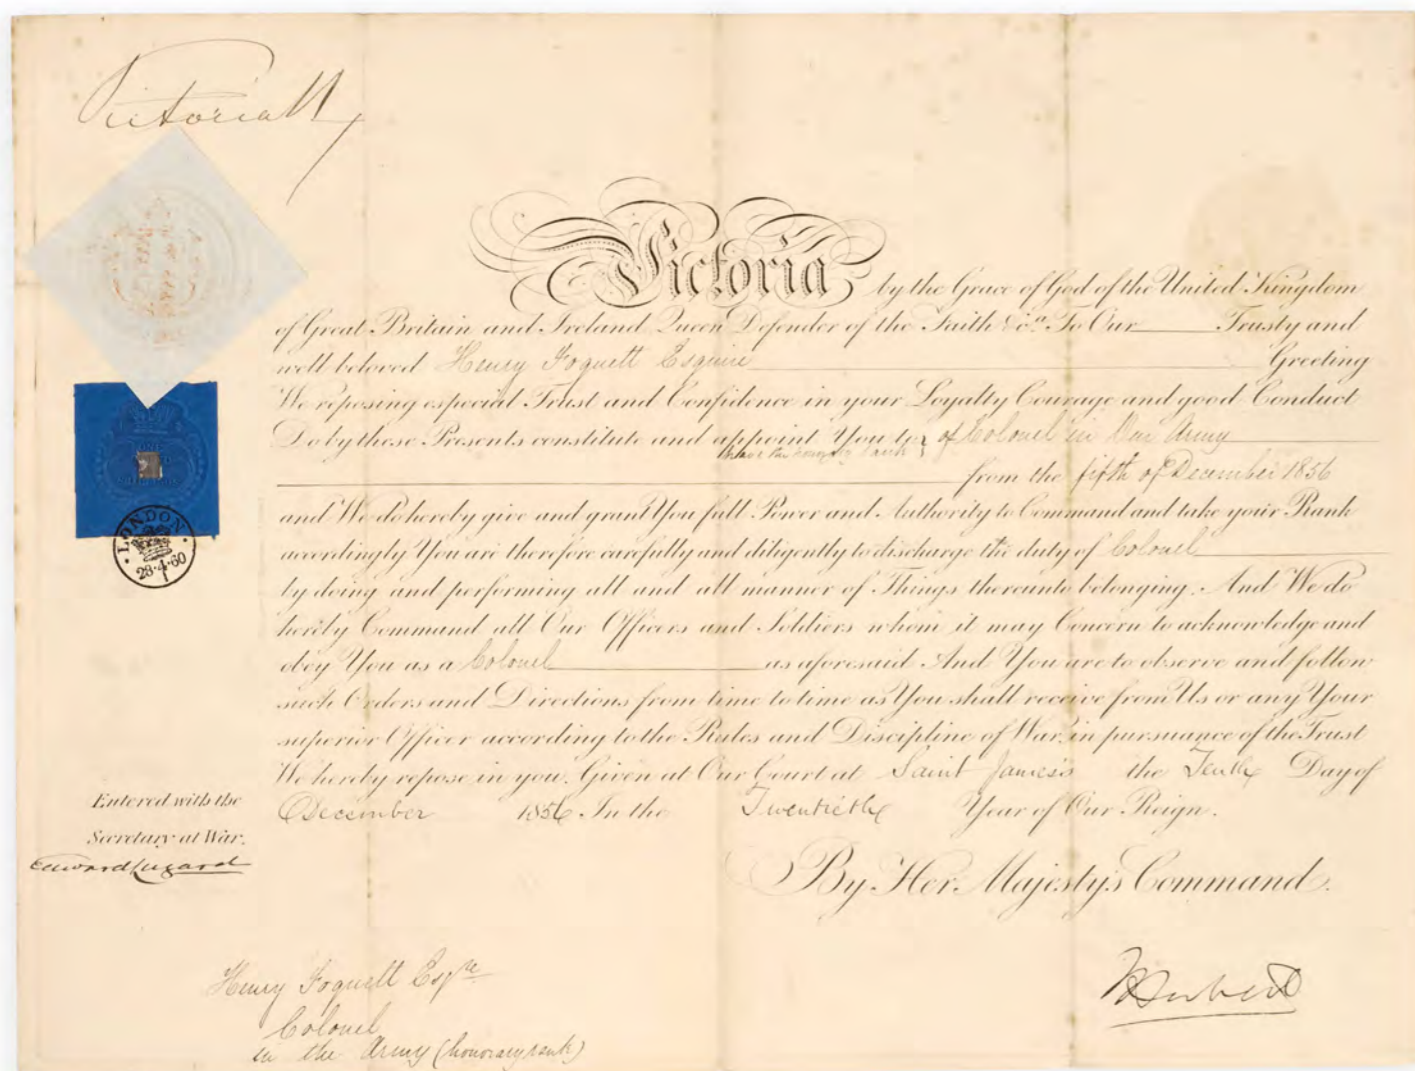 Victoria R
Victoria by the Grace of God of the United Kingdom
of Great Britain and Ireland Queen Defender of the Faith &c.a To Our Trusty and
well beloved Henry Foquett Esquire Greeting
We reposing especial Trust and Confidence in your Loyalty Courage and good Conduct
Do by these Presents constitute and appoint You to } of Colonel in Our Army
have the honorary rank
from the fifth of December 1856
and We do hereby give and grant You full Power and Authority to Command and take your Rank
accordingly You are therefore carefully and diligently to discharge the duty of Colonel
by doing and performing all and all manner of Things thereunto belonging. And We do
hereby Command all Our Officers and Soldiers whom it may Concern to acknowledge and
obey You as a Colonel as aforesaid And You are to observe and follow
such Orders and Directions from time to time as You shall receive from Us or any Your
superior Officer according to the Rules and Discipline of War, in pursuance of the Trust
We hereby repose in you. Given at Our Court at Saint James's the Tenth Day of
December 1856 In the Twentieth Year of Our Reign.
By Her Majesty's Command.
LONDON
28·4·60
Entered with the
Secretary at War.
Edward Lugard
Henry Foquett Esqre
Colonel
in the Army (honorary rank)
Herbert